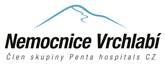 Nemocnice Vrchlabí
Člen skupiny Penta hospitals CZ